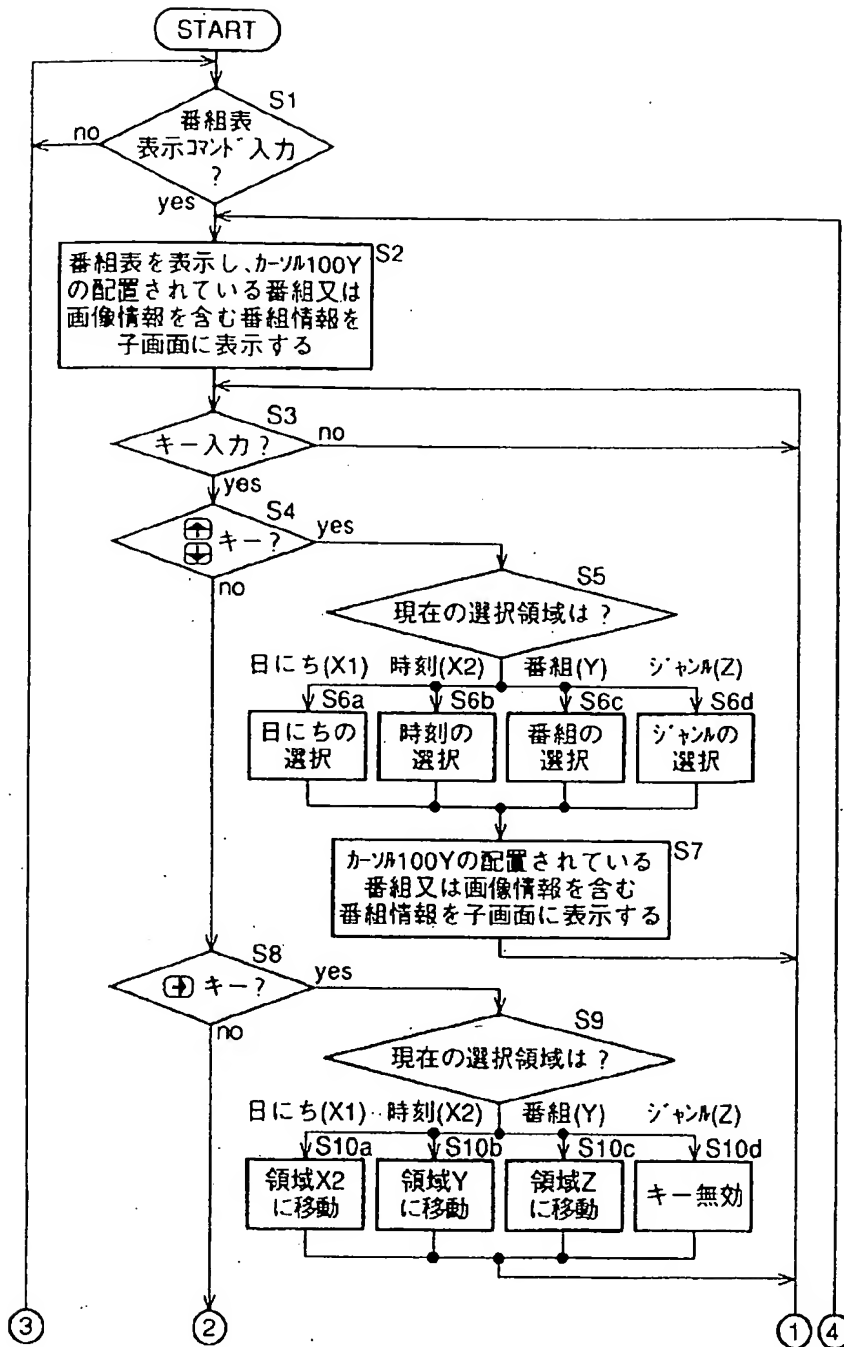 START
S1
番組表
表示コマンド入力
?
no
yes
S2
番組表を表示し、カーソル100Y
の配置されている番組又は
画像情報を含む番組情報を
子画面に表示する
S3
キー入力?
no
yes
S4
↑
↓ キー?
yes
no
S5
現在の選択領域は?
日にち(X1) 時刻(X2) 番組(Y) ジャンル(Z)
S6a S6b S6c S6d
日にちの
選択
時刻の
選択
番組の
選択
ジャンルの
選択
S7
カーソル100Yの配置されている
番組又は画像情報を含む
番組情報を子画面に表示する
S8
→ キー?
yes
no
S9
現在の選択領域は?
日にち(X1) 時刻(X2) 番組(Y) ジャンル(Z)
S10a S10b S10c S10d
領域X2
に移動
領域Y
に移動
領域Z
に移動
キー無効
③ ② ① ④